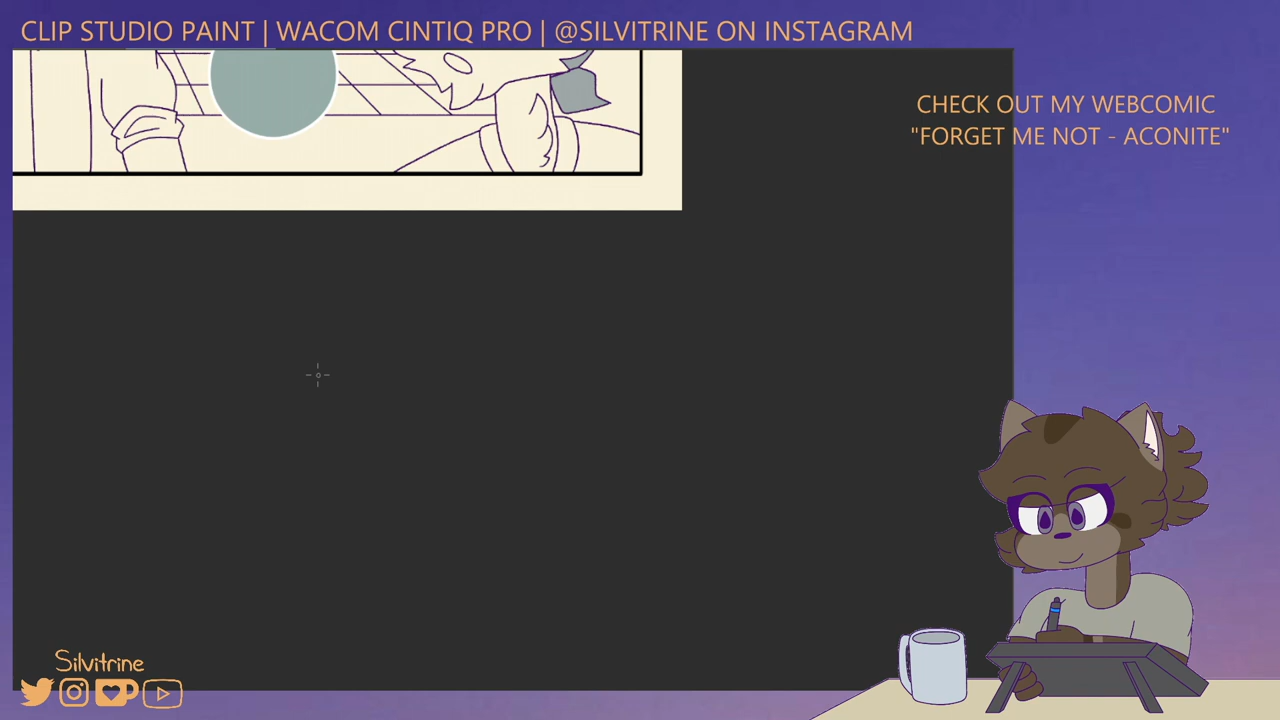 CLIP STUDIO PAINT | WACOM CINTIQ PRO | @SILVITRINE ON INSTAGRAM
CHECK OUT MY WEBCOMIC
"FORGET ME NOT - ACONITE"
Silvitrine